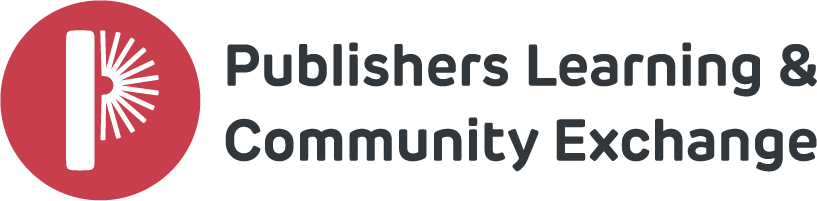 Publishers Learning &
Community Exchange